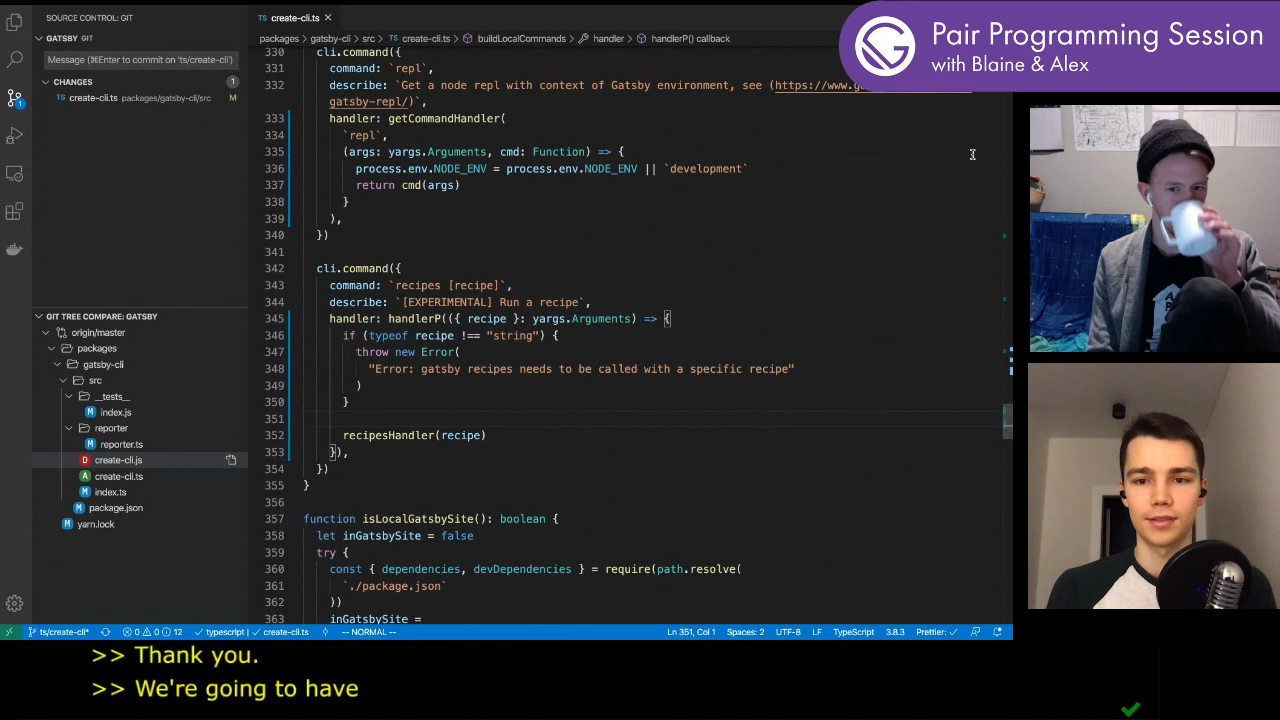 SOURCE CONTROL: GIT
GATSBY GIT
Message (⌘Enter to commit on 'ts/create-cli')
CHANGES 1
create-cli.ts packages/gatsby-cli/src M
GIT TREE COMPARE: GATSBY
origin/master
packages
gatsby-cli
src
__tests__
M index.js
reporter
M reporter.ts
D create-cli.js
A create-cli.ts
M index.ts
M package.json
M yarn.lock
TS create-cli.ts ×
packages > gatsby-cli > src > TS create-cli.ts > buildLocalCommands > handler > handlerP() callback
330 cli.command({
331 command: `repl`,
332 describe: `Get a node repl with context of Gatsby environment, see (https://www.g
gatsby-repl/)`,
333 handler: getCommandHandler(
334 `repl`,
335 (args: yargs.Arguments, cmd: Function) => {
336 process.env.NODE_ENV = process.env.NODE_ENV || `development`
337 return cmd(args)
338 }
339 ),
340 })
341
342 cli.command({
343 command: `recipes [recipe]`,
344 describe: `[EXPERIMENTAL] Run a recipe`,
345 handler: handlerP(({ recipe }: yargs.Arguments) => {
346 if (typeof recipe !== "string") {
347 throw new Error(
348 "Error: gatsby recipes needs to be called with a specific recipe"
349 )
350 }
351
352 recipesHandler(recipe)
353 }),
354 })
355 }
356
357 function isLocalGatsbySite(): boolean {
358 let inGatsbySite = false
359 try {
360 const { dependencies, devDependencies } = require(path.resolve(
361 `./package.json`
362 ))
363 inGatsbySite =
ts/create-cli* 0 0 12 typescript | create-cli.ts -- NORMAL -- Ln 351, Col 1 Spaces: 2 UTF-8 LF TypeScript 3.8.3 Prettier: ✓
Pair Programming Session
with Blaine & Alex
>> Thank you.
>> We're going to have